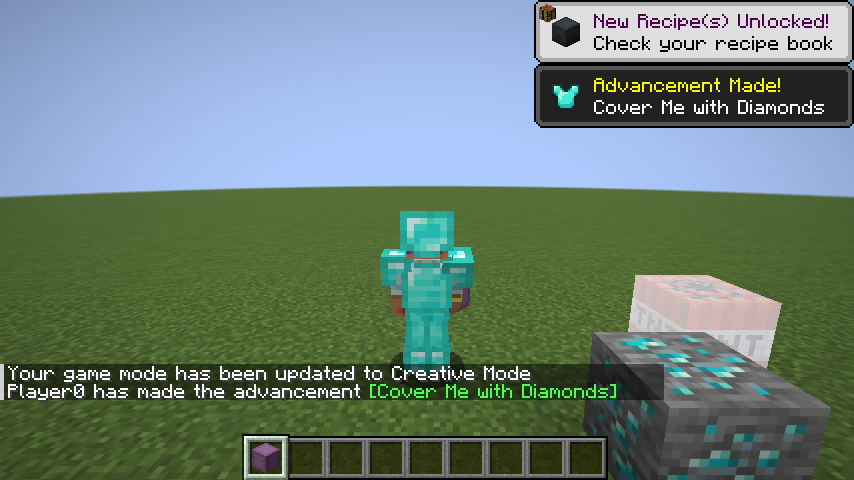 New Recipe(s) Unlocked!
Check your recipe book
Advancement Made!
Cover Me with Diamonds
TNT
Your game mode has been updated to Creative Mode
Player0 has made the advancement [Cover Me with Diamonds]